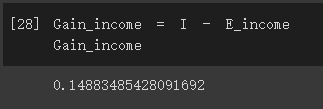 [28] Gain_income = I - E_income
Gain_income
0.14883485428091692